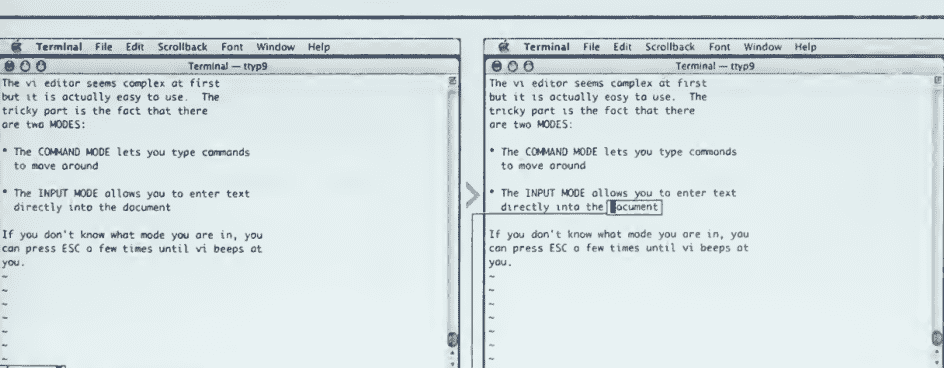 Terminal File Edit Scrollback Font Window Help
Terminal — ttyp9
The vi editor seems complex at first
but it is actually easy to use. The
tricky part is the fact that there
are two MODES:
* The COMMAND MODE lets you type commands
to move around
* The INPUT MODE allows you to enter text
directly into the document
If you don't know what mode you are in, you
can press ESC a few times until vi beeps at
you.
~
~
~
~
~
~
~
Terminal File Edit Scrollback Font Window Help
Terminal — ttyp9
The vi editor seems complex at first
but it is actually easy to use. The
tricky part is the fact that there
are two MODES:
* The COMMAND MODE lets you type commands
to move around
* The INPUT MODE allows you to enter text
directly into the document
If you don't know what mode you are in, you
can press ESC a few times until vi beeps at
you.
~
~
~
~
~
~
~